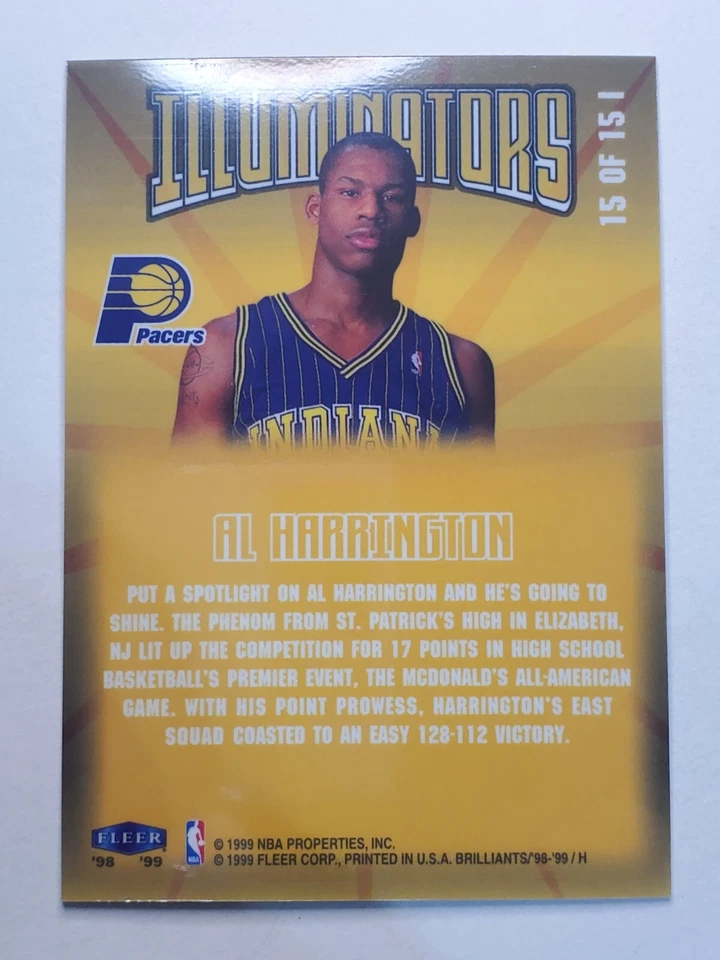 ILLUMINATORS
15 OF 15 I
Pacers
INDIANA
AL HARRINGTON
PUT A SPOTLIGHT ON AL HARRINGTON AND HE'S GOING TO
SHINE. THE PHENOM FROM ST. PATRICK'S HIGH IN ELIZABETH,
NJ LIT UP THE COMPETITION FOR 17 POINTS IN HIGH SCHOOL
BASKETBALL'S PREMIER EVENT, THE MCDONALD'S ALL-AMERICAN
GAME. WITH HIS POINT PROWESS, HARRINGTON'S EAST
SQUAD COASTED TO AN EASY 128-112 VICTORY.
FLEER
'98 '99
NBA
© 1999 NBA PROPERTIES, INC.
© 1999 FLEER CORP., PRINTED IN U.S.A. BRILLIANTS/'98-'99 / H